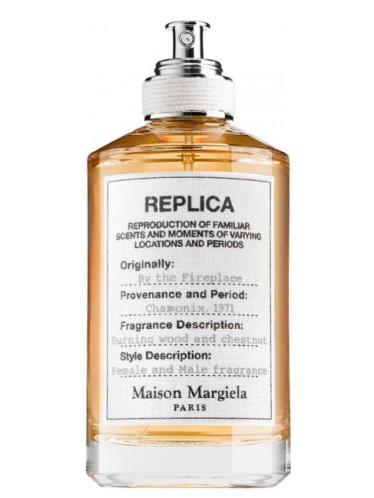 REPLICA
REPRODUCTION OF FAMILIAR
SCENTS AND MOMENTS OF VARYING
LOCATIONS AND PERIODS
Originally:
By the Fireplace
Provenance and Period:
Chamonix, 1971
Fragrance Description:
Burning wood and chestnut
Style Description:
Female and Male fragrance
Maison Margiela
PARIS